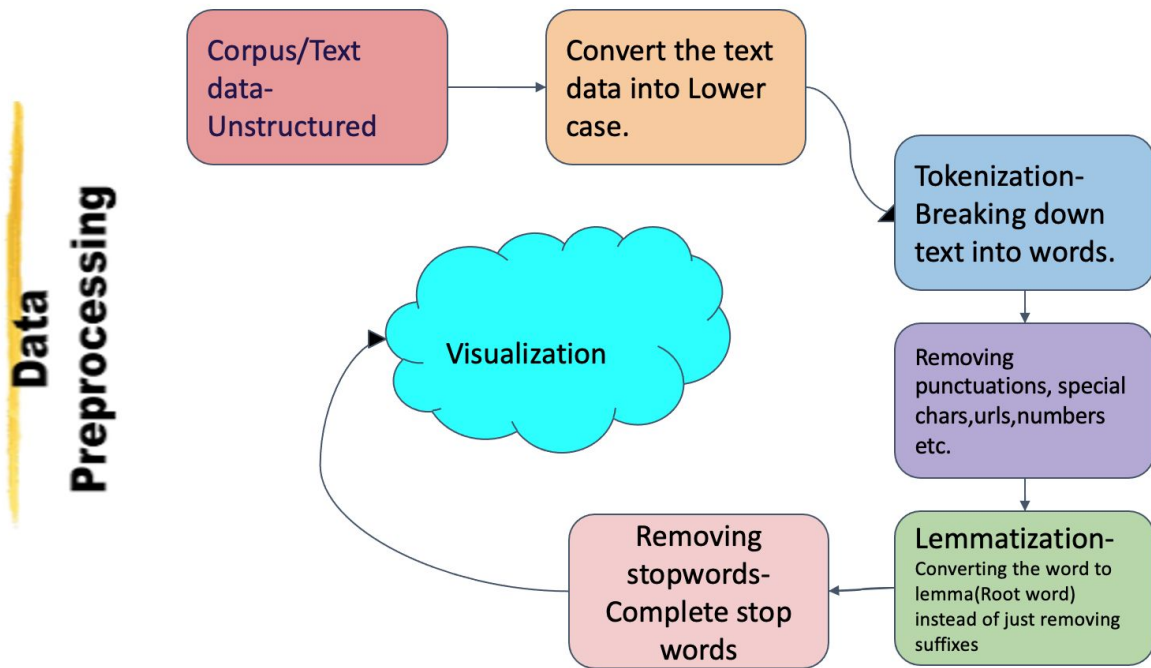 Data
Preprocessing
Corpus/Text
data-
Unstructured
Convert the text
data into Lower
case.
Tokenization-
Breaking down
text into words.
Removing
punctuations, special
chars,urls,numbers
etc.
Lemmatization-
Converting the word to
lemma(Root word)
instead of just removing
suffixes
Removing
stopwords-
Complete stop
words
Visualization